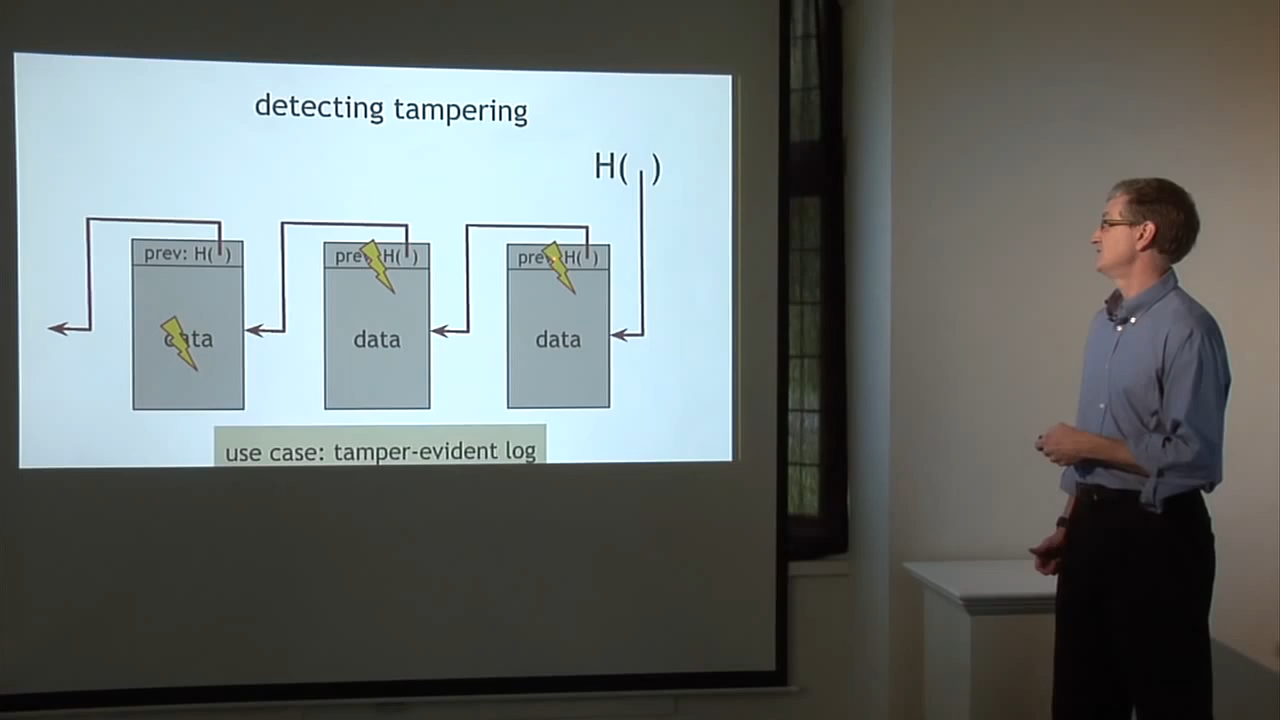 detecting tampering
H( )
prev: H( )
prev: H( )
prev: H( )
data
data
data
use case: tamper-evident log